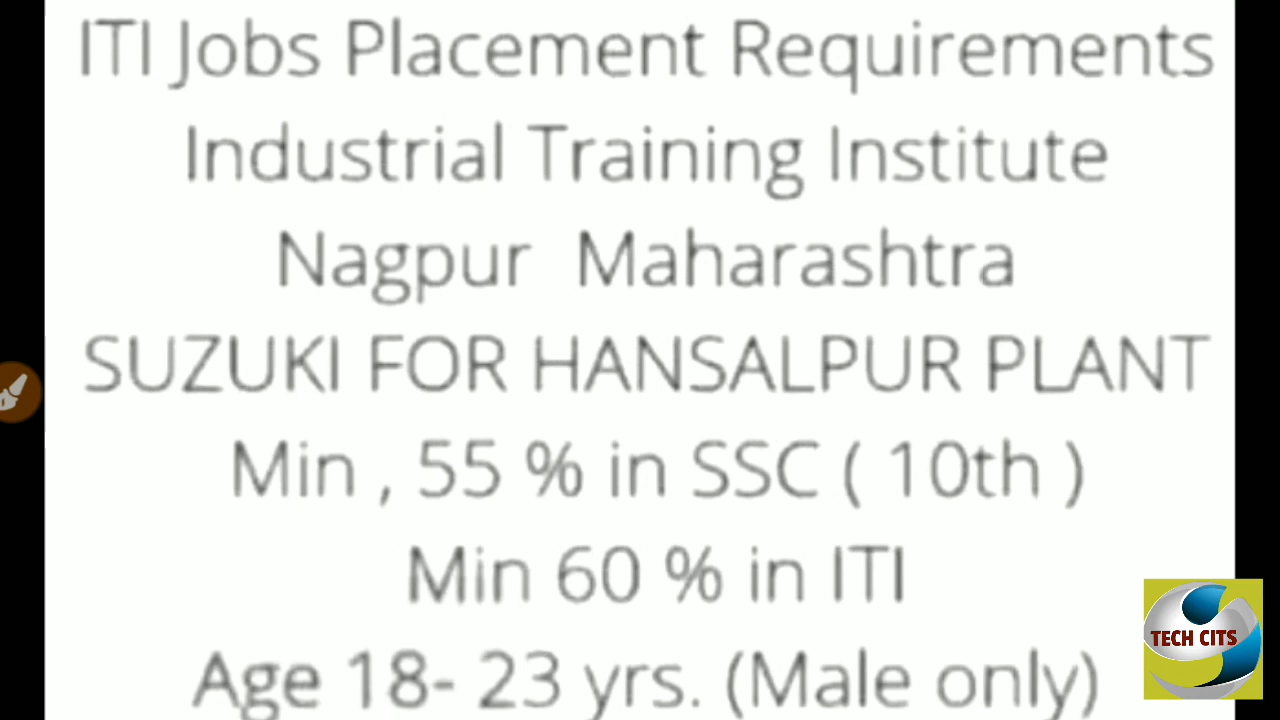 ITI Jobs Placement Requirements
Industrial Training Institute
Nagpur Maharashtra
SUZUKI FOR HANSALPUR PLANT
Min , 55 % in SSC ( 10th )
Min 60 % in ITI
Age 18- 23 yrs. (Male only)
TECH CITS